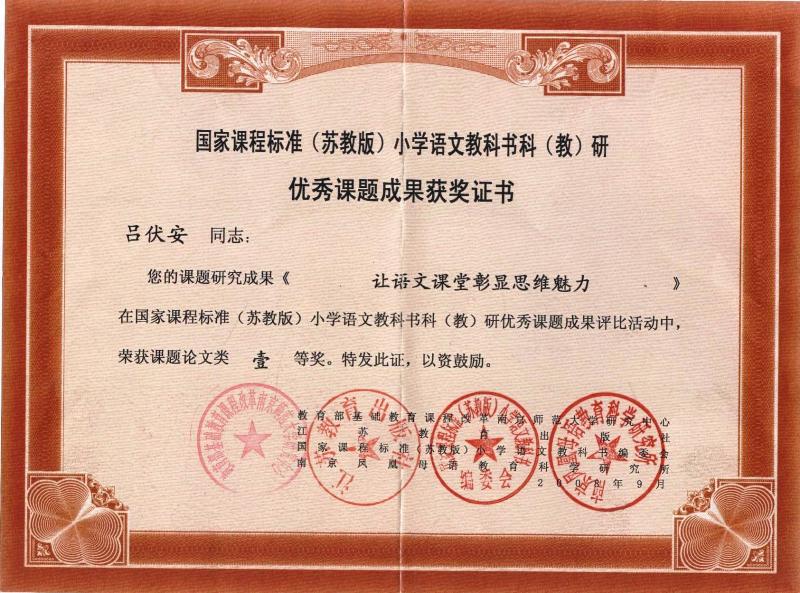 国家课程标准（苏教版）小学语文教科书科（教）研
优秀课题成果获奖证书
吕伏安 同志：
您的课题研究成果《 让语文课堂彰显思维魅力 》
在国家课程标准（苏教版）小学语文教科书科（教）研优秀课题成果评比活动中，
荣获课题论文类 壹 等奖。特发此证，以资鼓励。
教育部基础教育课程改革南京师范大学研究中心
江苏教育出版社
国家课程标准（苏教版）小学语文教科书编委会
南京凤凰母语教育科学研究所
2008年9月
编委会